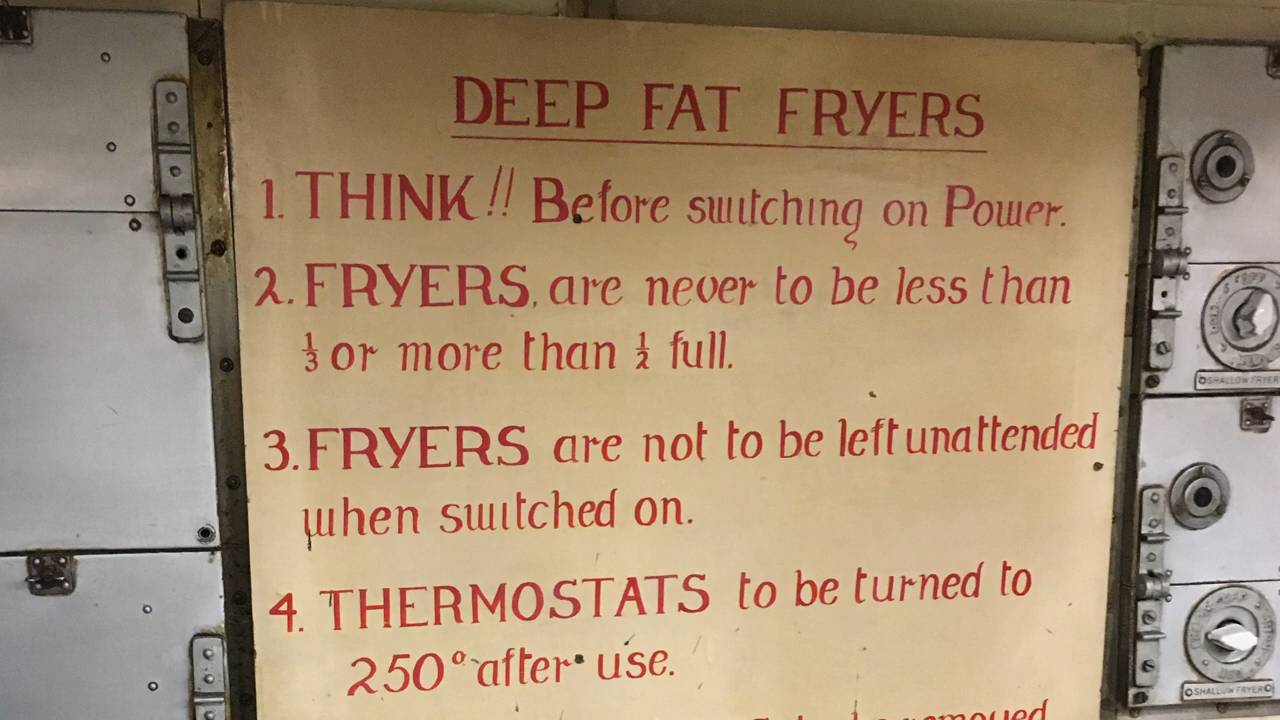 DEEP FAT FRYERS
1. THINK!! Before switching on Power.
2. FRYERS, are never to be less than
⅓ or more than ½ full.
3. FRYERS are not to be left unattended
when switched on.
4. THERMOSTATS to be turned to
250° after use.
removed
SHALLOW FRYER
SHALLOW FRYER